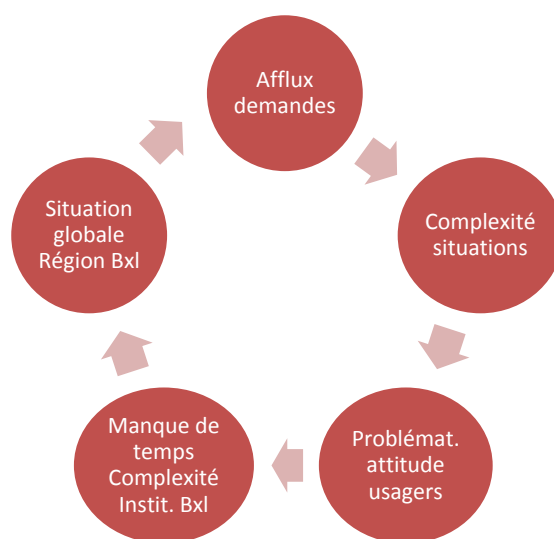 Afflux
demandes
Complexité
situations
Problémat.
attitude
usagers
Manque de
temps
Complexité
Instit. Bxl
Situation
globale
Région Bxl